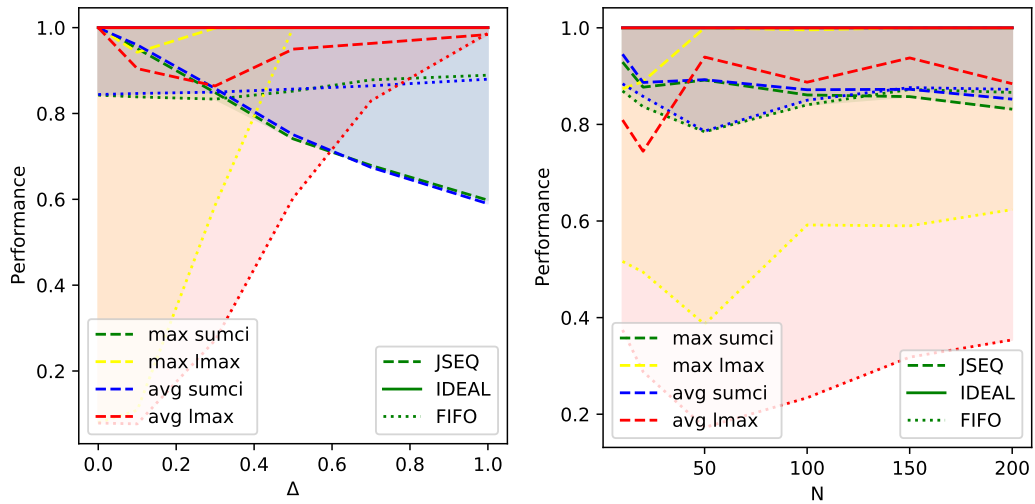 1.0
0.8
0.6
0.4
0.2
Performance
max sumci
max lmax
avg sumci
avg lmax
JSEQ
IDEAL
FIFO
0.0 0.2 0.4 0.6 0.8 1.0
Δ
1.0
0.8
0.6
0.4
0.2
Performance
max sumci
max lmax
avg sumci
avg lmax
JSEQ
IDEAL
FIFO
50 100 150 200
N